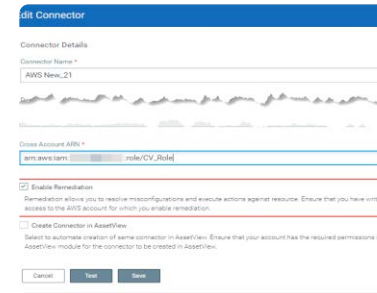 dit Connector
Connector Details
Connector Name *
AWS New_21
Cross Account ARN *
arn:aws:iam: :role/CV_Role
Enable Remediation
Remediation allows you to resolve misconfigurations and execute actions against resource. Ensure that you have writ
access to the AWS account for which you enable remediation.
Create Connector in AssetView
Select to automate creation of same connector in AssetView. Ensure that your account has the required permissions
AssetView module for the connector to be created in AssetView.
Cancel Test Save